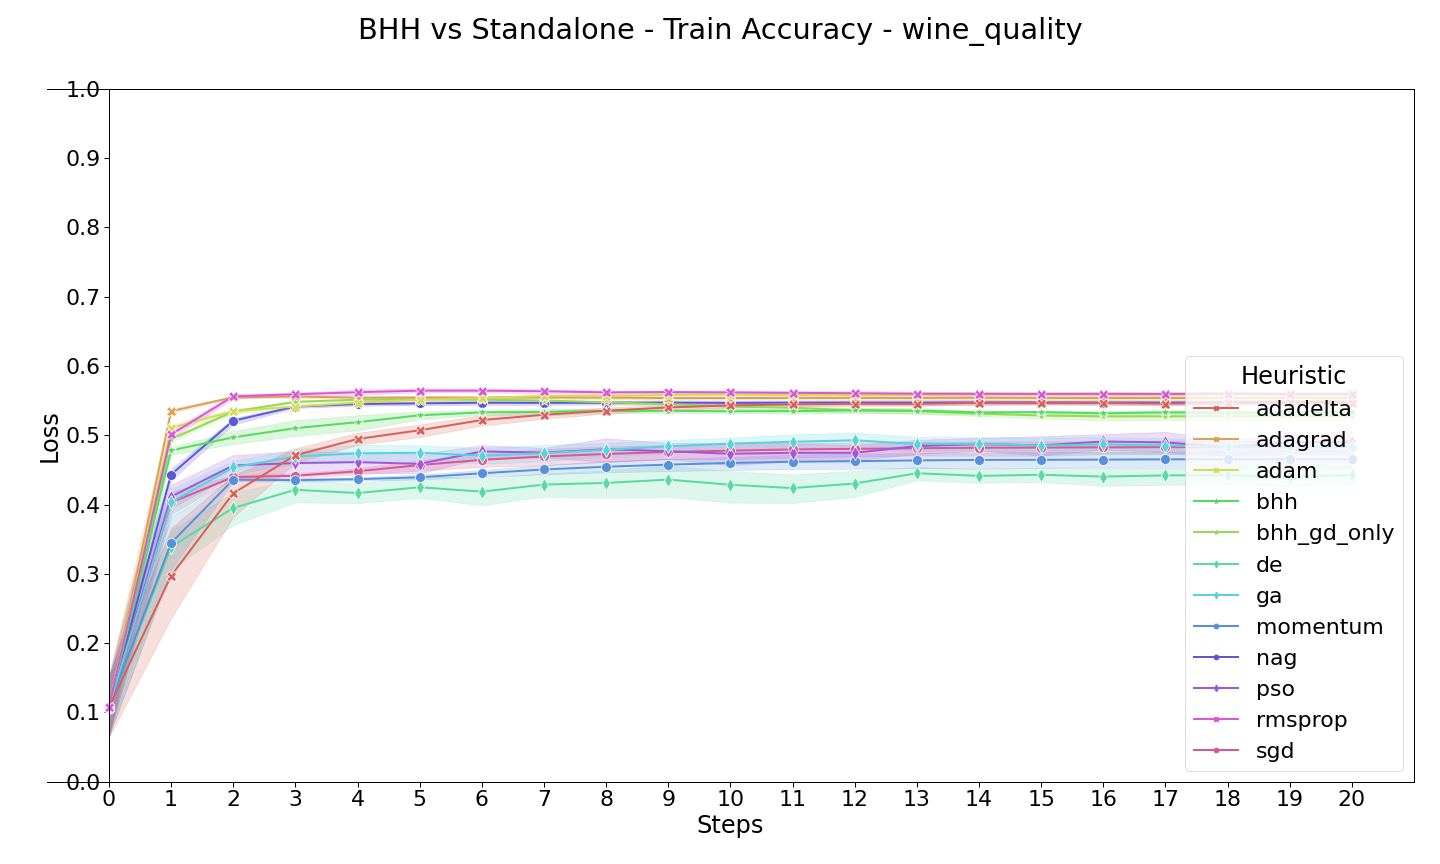 BHH vs Standalone - Train Accuracy - wine_quality
Loss
1.0
0.9
0.8
0.7
0.6
0.5
0.4
0.3
0.2
0.1
0.0
0 1 2 3 4 5 6 7 8 9 10 11 12 13 14 15 16 17 18 19 20
Steps
Heuristic
adadelta
adagrad
adam
bhh
bhh_gd_only
de
ga
momentum
nag
pso
rmsprop
sgd